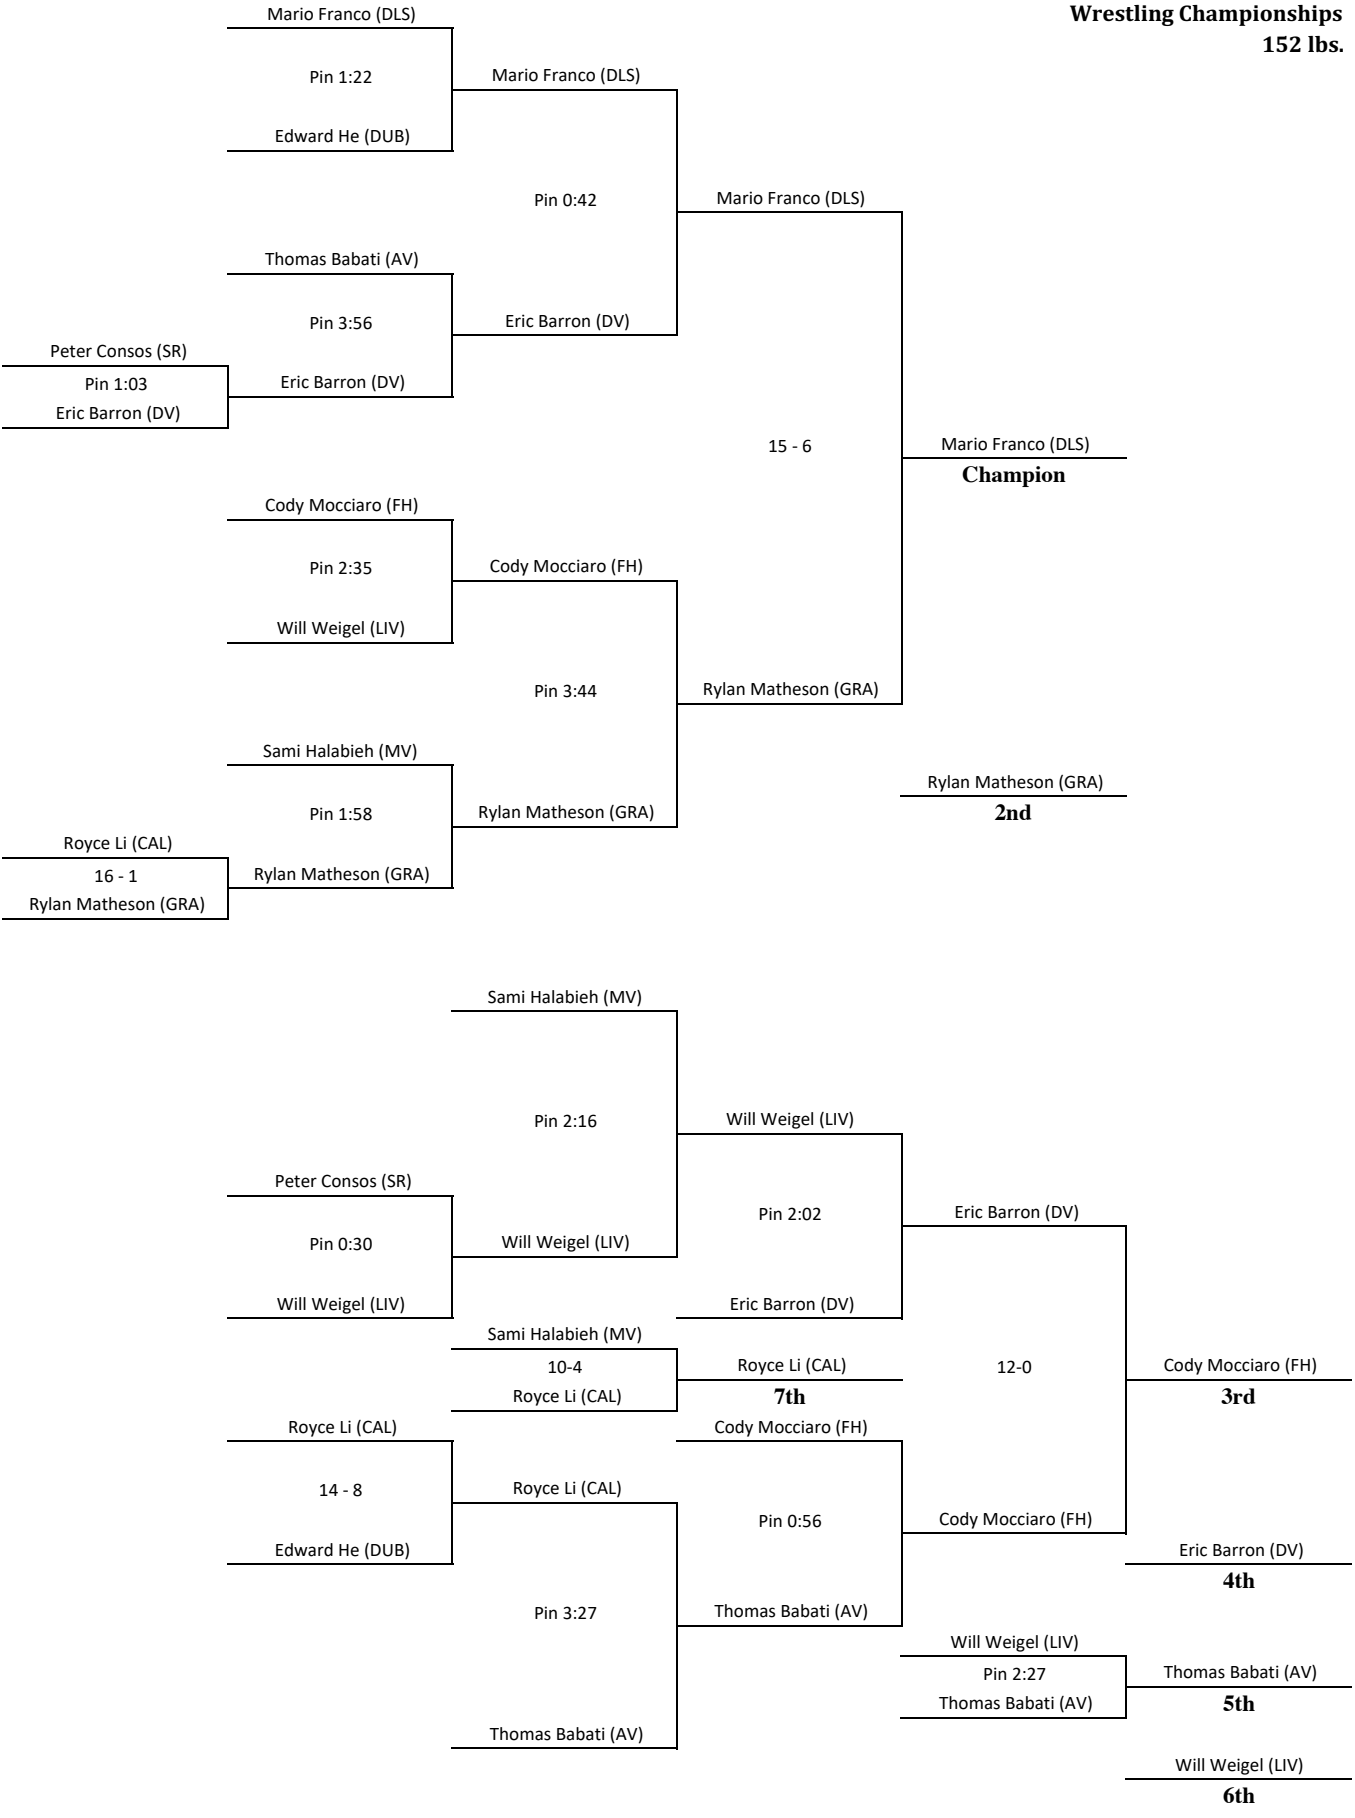 Mario Franco (DLS)
Wrestling Championships
152 lbs.
Pin 1:22
Mario Franco (DLS)
Edward He (DUB)
Pin 0:42
Mario Franco (DLS)
Thomas Babati (AV)
Pin 3:56
Eric Barron (DV)
Peter Consos (SR)
Pin 1:03
Eric Barron (DV)
Eric Barron (DV)
15 - 6
Mario Franco (DLS)
Champion
Cody Mocciaro (FH)
Pin 2:35
Cody Mocciaro (FH)
Will Weigel (LIV)
Pin 3:44
Rylan Matheson (GRA)
Sami Halabieh (MV)
Rylan Matheson (GRA)
2nd
Pin 1:58
Rylan Matheson (GRA)
Royce Li (CAL)
16 - 1
Rylan Matheson (GRA)
Rylan Matheson (GRA)
Sami Halabieh (MV)
Pin 2:16
Will Weigel (LIV)
Peter Consos (SR)
Pin 2:02
Eric Barron (DV)
Pin 0:30
Will Weigel (LIV)
Will Weigel (LIV)
Eric Barron (DV)
Sami Halabieh (MV)
10-4
Royce Li (CAL)
12-0
Cody Mocciaro (FH)
Royce Li (CAL)
7th
3rd
Royce Li (CAL)
Cody Mocciaro (FH)
14 - 8
Royce Li (CAL)
Pin 0:56
Cody Mocciaro (FH)
Edward He (DUB)
Eric Barron (DV)
4th
Pin 3:27
Thomas Babati (AV)
Will Weigel (LIV)
Pin 2:27
Thomas Babati (AV)
Thomas Babati (AV)
5th
Thomas Babati (AV)
Will Weigel (LIV)
6th